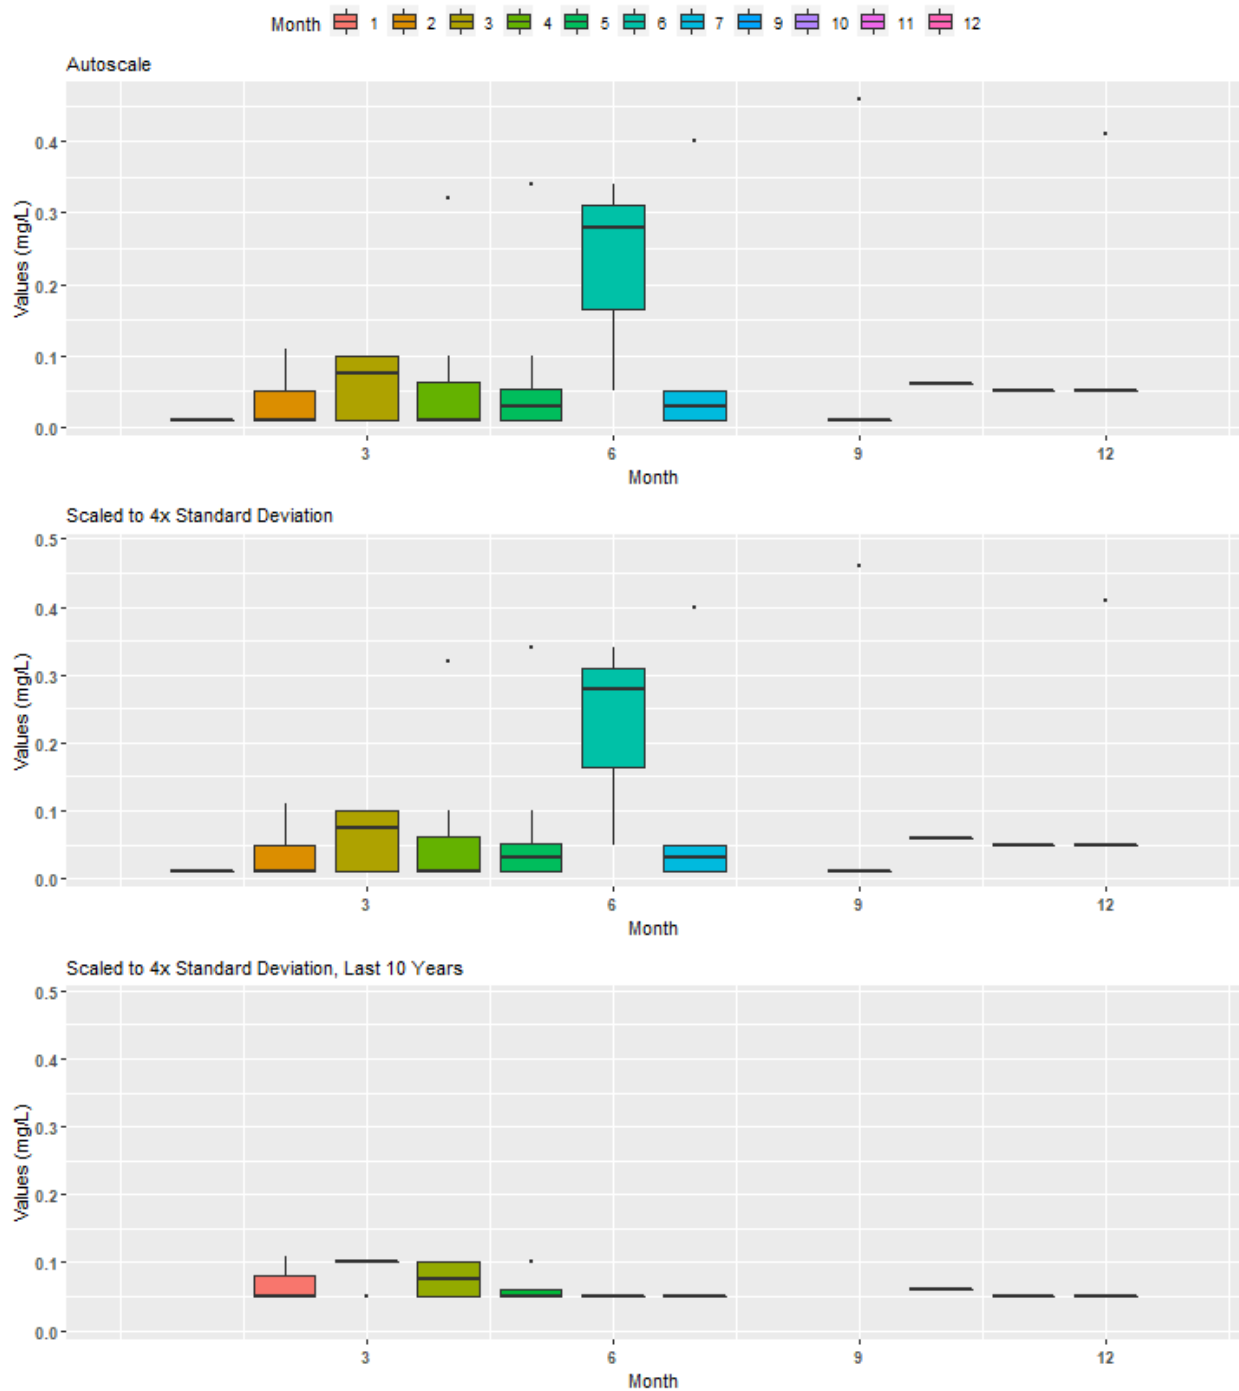 Month 1 2 3 4 5 6 7 9 10 11 12
Autoscale
Values (mg/L)
0.4
0.3
0.2
0.1
0.0
3 6 9 12
Month
Scaled to 4x Standard Deviation
Values (mg/L)
0.5
0.4
0.3
0.2
0.1
0.0
3 6 9 12
Month
Scaled to 4x Standard Deviation, Last 10 Years
Values (mg/L)
0.5
0.4
0.3
0.2
0.1
0.0
3 6 9 12
Month